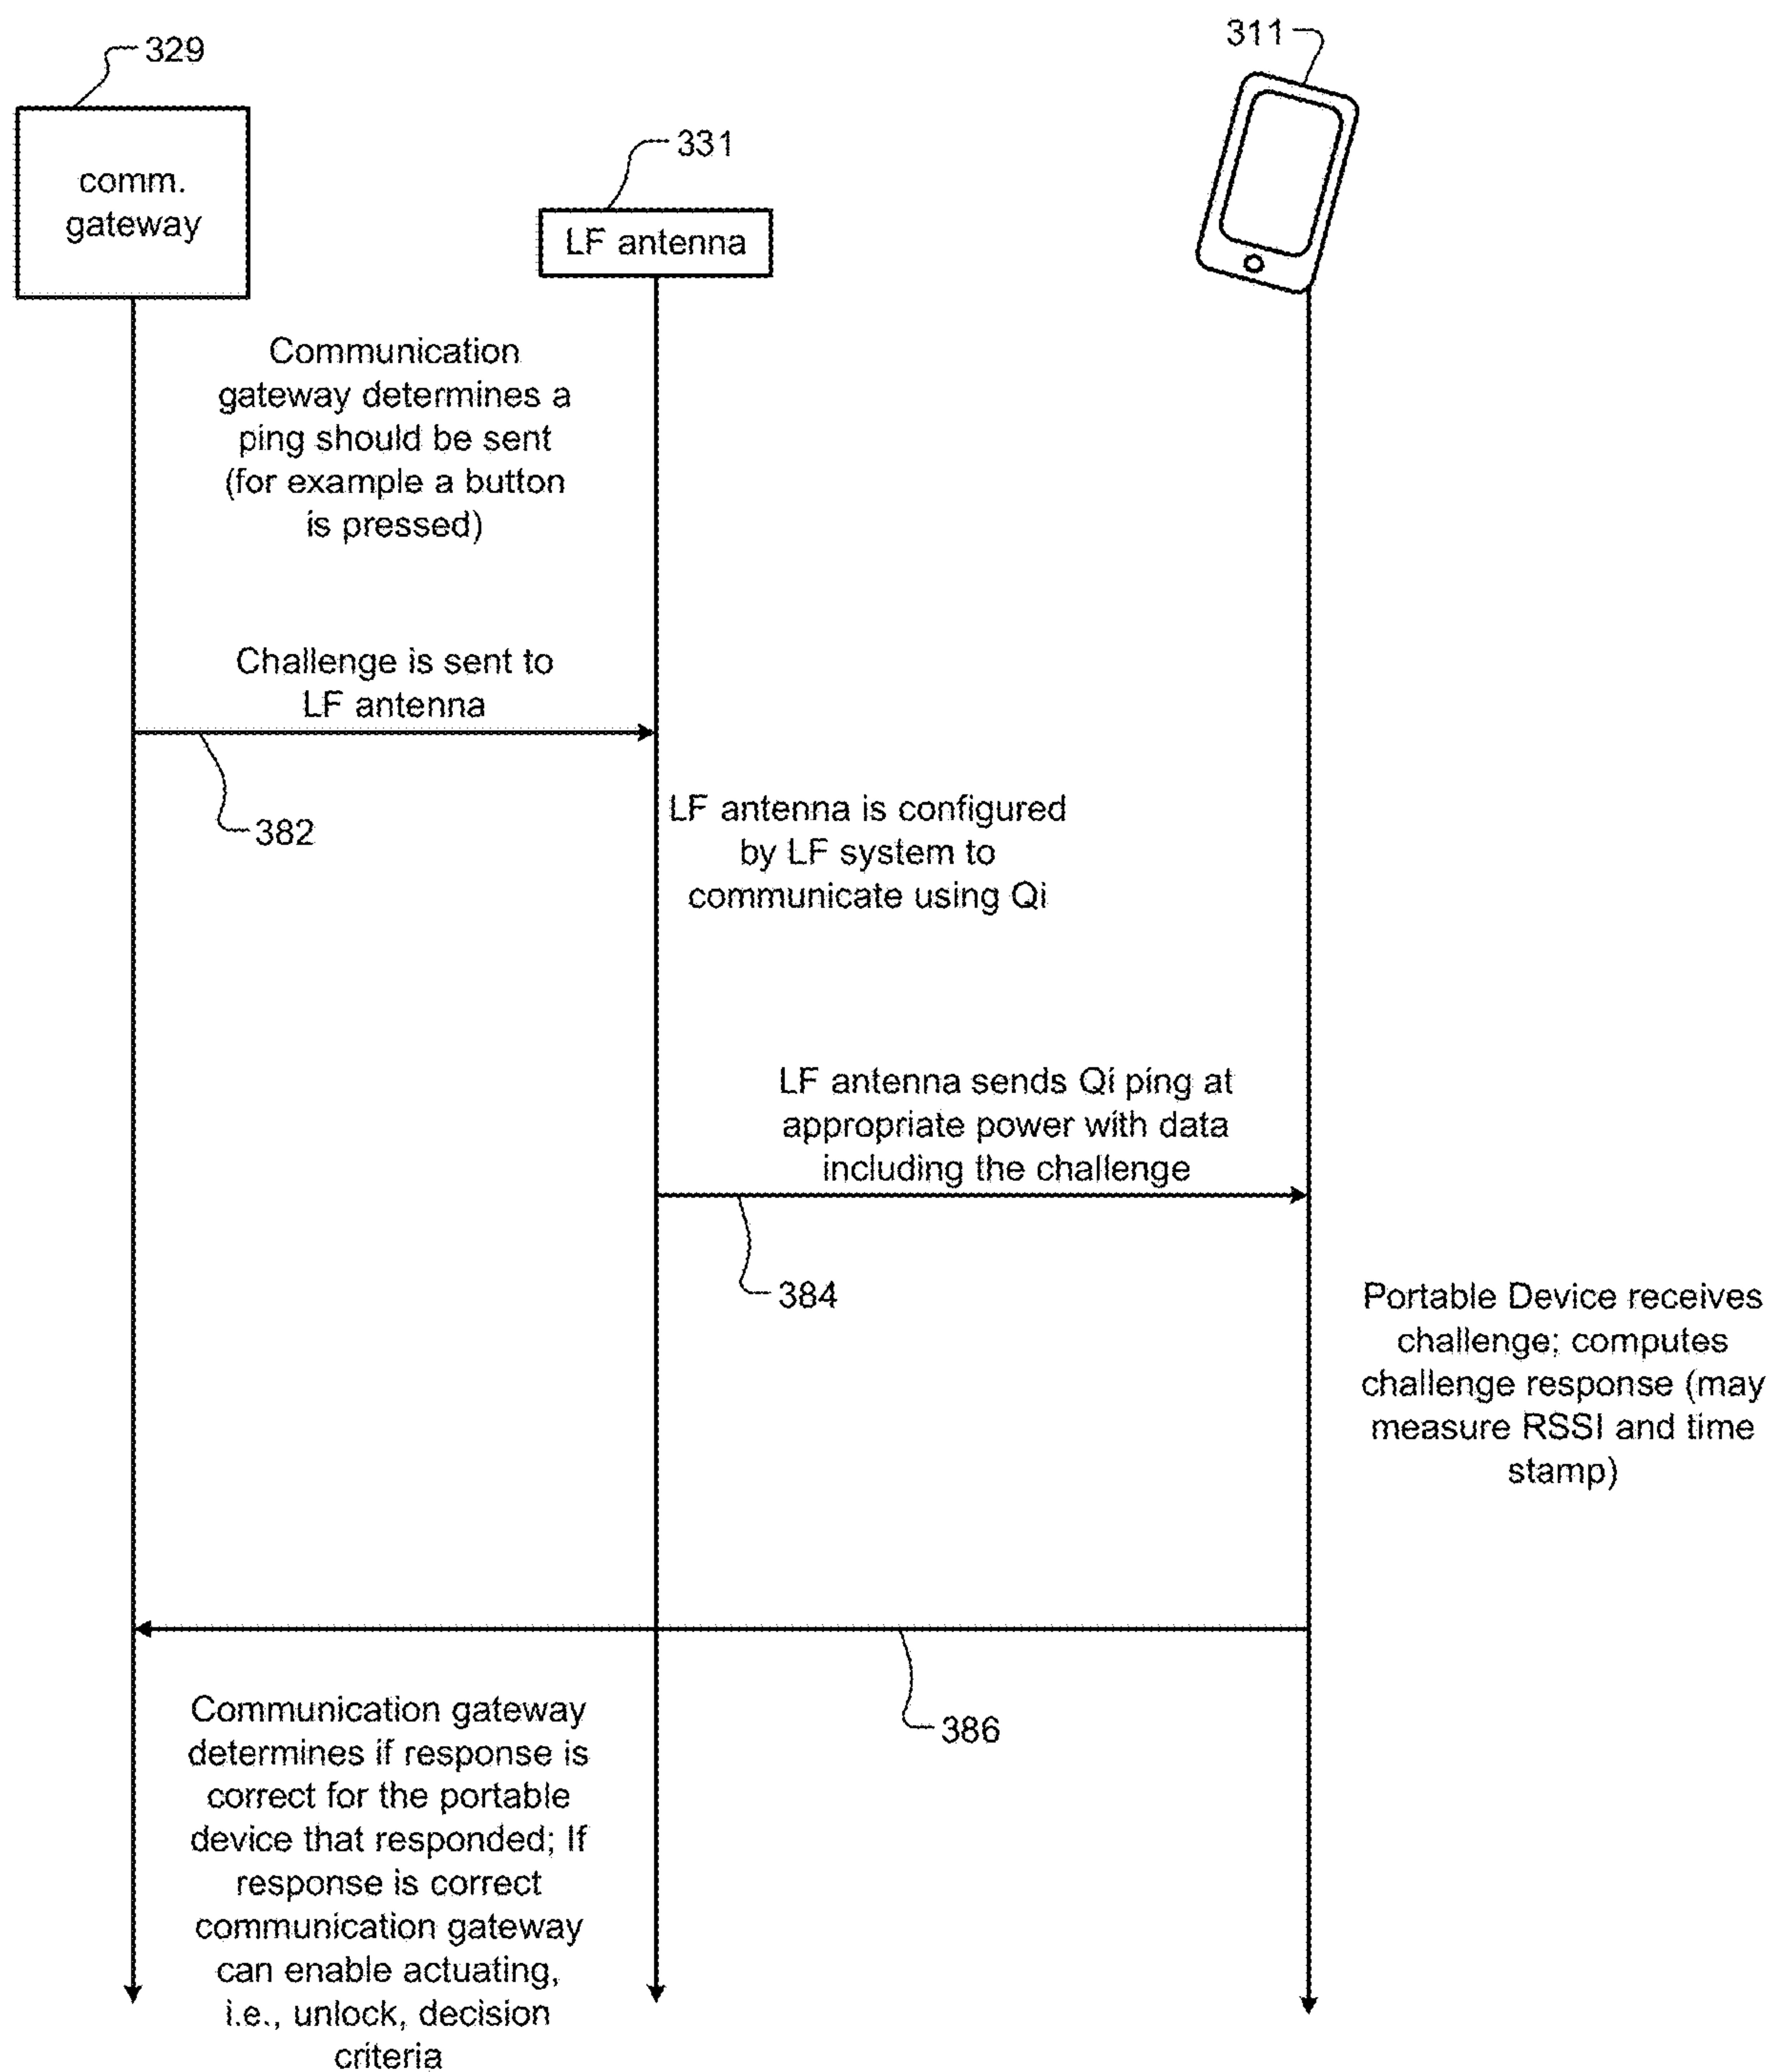 329
311
331
comm.
gateway
LF antenna
Communication
gateway determines a
ping should be sent
(for example a button
is pressed)
Challenge is sent to
LF antenna
382
LF antenna is configured
by LF system to
communicate using Qi
LF antenna sends Qi ping at
appropriate power with data
including the challenge
384
Portable Device receives
challenge; computes
challenge response (may
measure RSSI and time
stamp)
386
Communication gateway
determines if response is
correct for the portable
device that responded; If
response is correct
communication gateway
can enable actuating,
i.e., unlock, decision
criteria